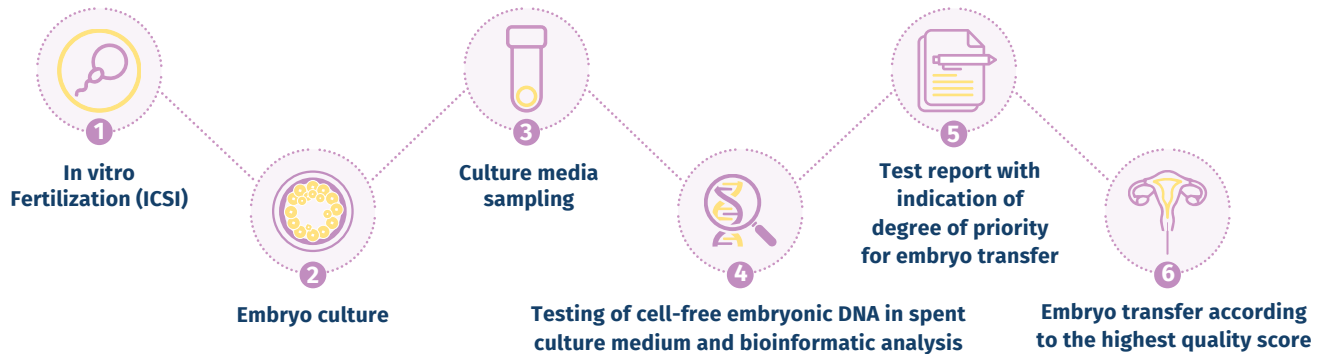 1
In vitro
Fertilization (ICSI)
2
Embryo culture
3
Culture media
sampling
4
Testing of cell-free embryonic DNA in spent
culture medium and bioinformatic analysis
5
Test report with
indication of
degree of priority
for embryo transfer
6
Embryo transfer according
to the highest quality score